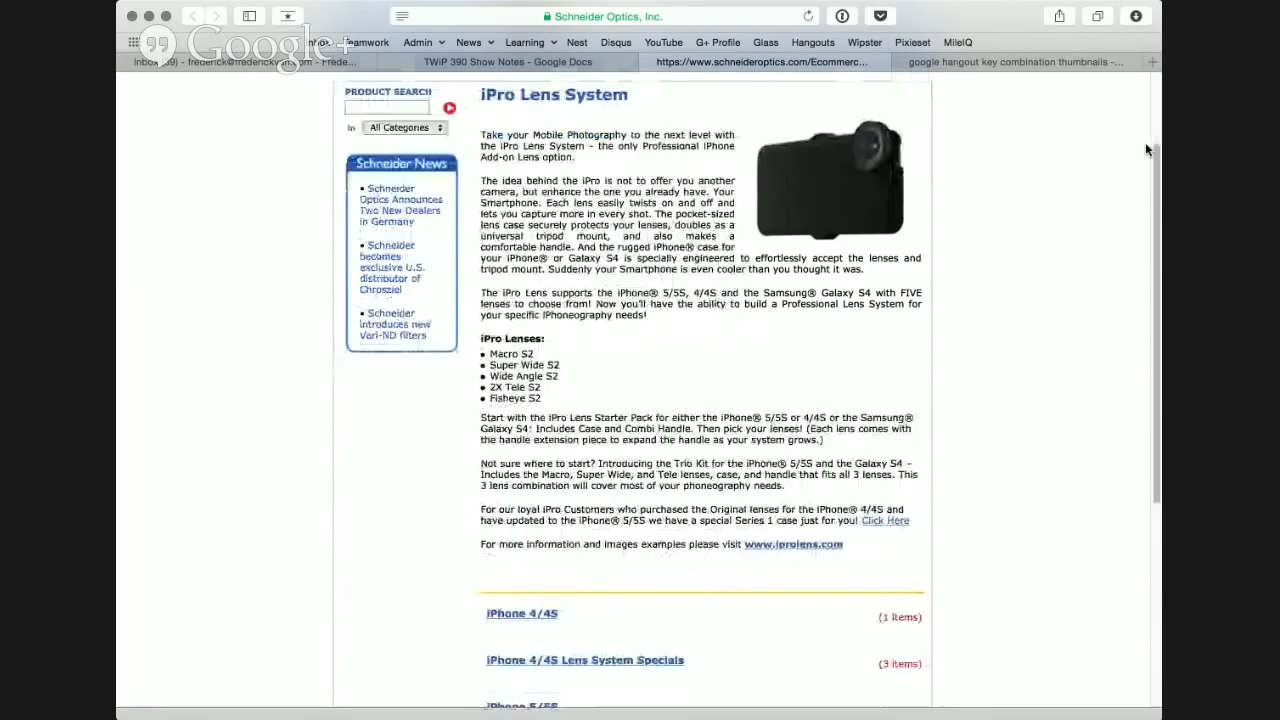 Schneider Optics, Inc.
Google+
Teamwork Admin News Learning Nest Disqus YouTube G+ Profile Glass Hangouts Wipster Pixieset MileIQ
TWiP 390 Show Notes - Google Docs https://www.schneideroptics.com/Ecommerc... google hangout key combination thumbnails -...
PRODUCT SEARCH
In All Categories
Schneider News
• Schneider
Optics Announces
Two New Dealers
in Germany
• Schneider
becomes
exclusive U.S.
distributor of
Chrosziel
• Schneider
introduces new
Vari-ND filters
iPro Lens System
Take your Mobile Photography to the next level with
the iPro Lens System - the only Professional iPhone
Add-on Lens option.
The idea behind the iPro is not to offer you another
camera, but enhance the one you already have. Your
Smartphone. Each lens easily twists on and off and
lets you capture more in every shot. The pocket-sized
lens case securely protects your lenses, doubles as a
universal tripod mount, and also makes a
comfortable handle. And the rugged iPhone® case for
your iPhone® or Galaxy S4 is specially engineered to effortlessly accept the lenses and
tripod mount. Suddenly your Smartphone is even cooler than you thought it was.
The iPro Lens supports the iPhone® 5/5S, 4/4S and the Samsung® Galaxy S4 with FIVE
lenses to choose from! Now you'll have the ability to build a Professional Lens System for
your specific iPhoneography needs!
iPro Lenses:
• Macro S2
• Super Wide S2
• Wide Angle S2
• 2X Tele S2
• Fisheye S2
Start with the iPro Lens Starter Pack for either the iPhone® 5/5S or 4/4S or the Samsung®
Galaxy S4! Includes Case and Combi Handle. Then pick your lenses! (Each lens comes with
the handle extension piece to expand the handle as your system grows.)
Not sure where to start? Introducing the Trio Kit for the iPhone® 5/5S and the Galaxy S4 –
Includes the Macro, Super Wide, and Tele lenses, case, and handle that fits all 3 lenses. This
3 lens combination will cover most of your phoneography needs.
For our loyal iPro Customers who purchased the Original lenses for the iPhone® 4/4S and
have updated to the iPhone® 5/5S we have a special Series 1 case just for you! Click Here
For more information and images examples please visit www.iprolens.com
iPhone 4/4S (1 items)
iPhone 4/4S Lens System Specials (3 items)
iPhone 5/5S